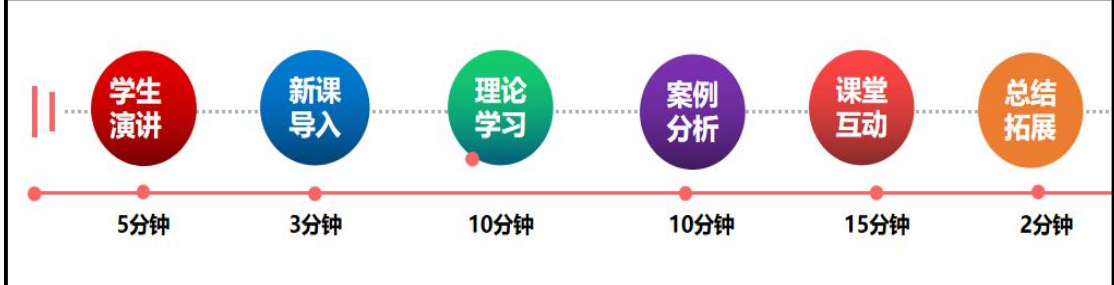 学生
演讲
新课
导入
理论
学习
案例
分析
课堂
互动
总结
拓展
5分钟
3分钟
10分钟
10分钟
15分钟
2分钟